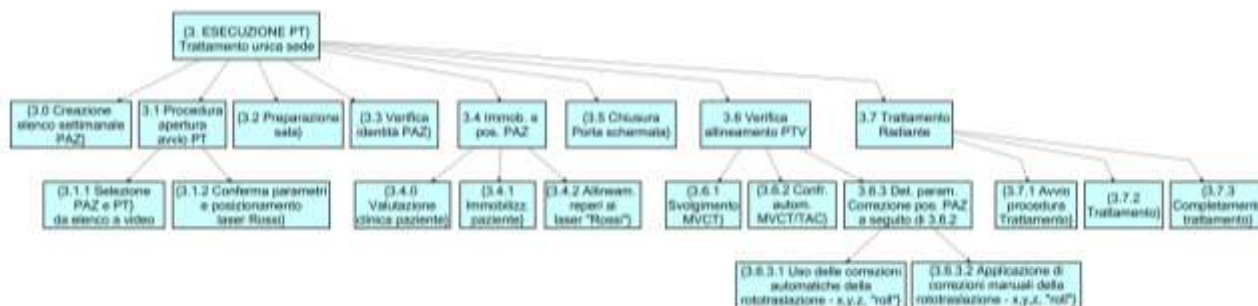 (3. ESECUZIONE PT)
Trattamento unica sede
(3.0 Creazione
elenco settimanale
PAZ)
3.1 Procedura
apertura
avvio PT
(3.2 Preparazione
sala)
(3.3 Verifica
identità PAZ)
3.4 Immob. e
pos. PAZ
(3.5 Chiusura
Porta schermata)
3.6 Verifica
allineamento PTV
3.7 Trattamento
Radiante
(3.1.1 Selezione
PAZ e PT)
da elenco a video
(3.1.2 Conferma parametri
e posizionamento
laser Rossi)
(3.4.0
Valutazione
clinica paziente)
(3.4.1
Immobilizz.
paziente)
(3.4.2 Allineam.
reperi ai
laser "Rossi")
(3.6.1
Svolgimento
MVCT)
(3.6.2 Confr.
autom.
MVCT/TAC)
3.6.3 Det. param.
Correzione pos. PAZ
a seguito di 3.6.2
(3.7.1 Avvio
procedura
Trattamento)
(3.7.2
Trattamento)
(3.7.3
Completamento
trattamento)
(3.6.3.1 Uso delle correzioni
automatiche della
rototraslazione - x,y,z, "roll")
(3.6.3.2 Applicazione di
correzioni manuali della
rototraslazione - x,y,z, "roll")